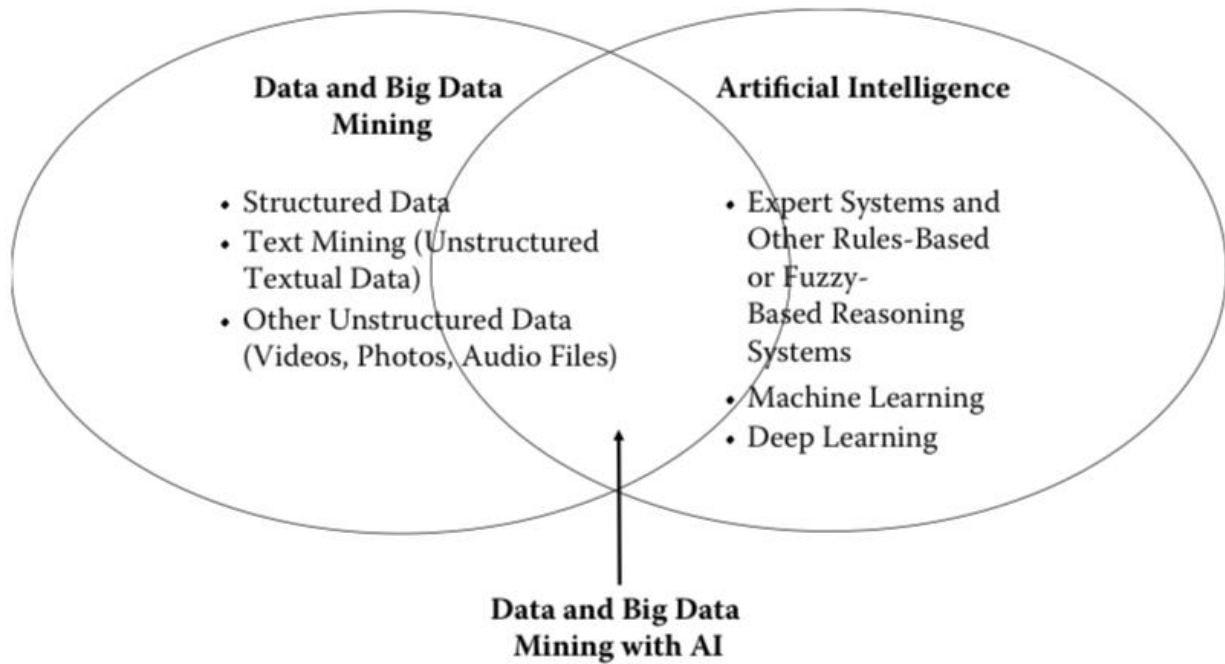 Data and Big Data
Mining
• Structured Data
• Text Mining (Unstructured
Textual Data)
• Other Unstructured Data
(Videos, Photos, Audio Files)
Artificial Intelligence
• Expert Systems and
Other Rules-Based
or Fuzzy-
Based Reasoning
Systems
• Machine Learning
• Deep Learning
Data and Big Data
Mining with AI